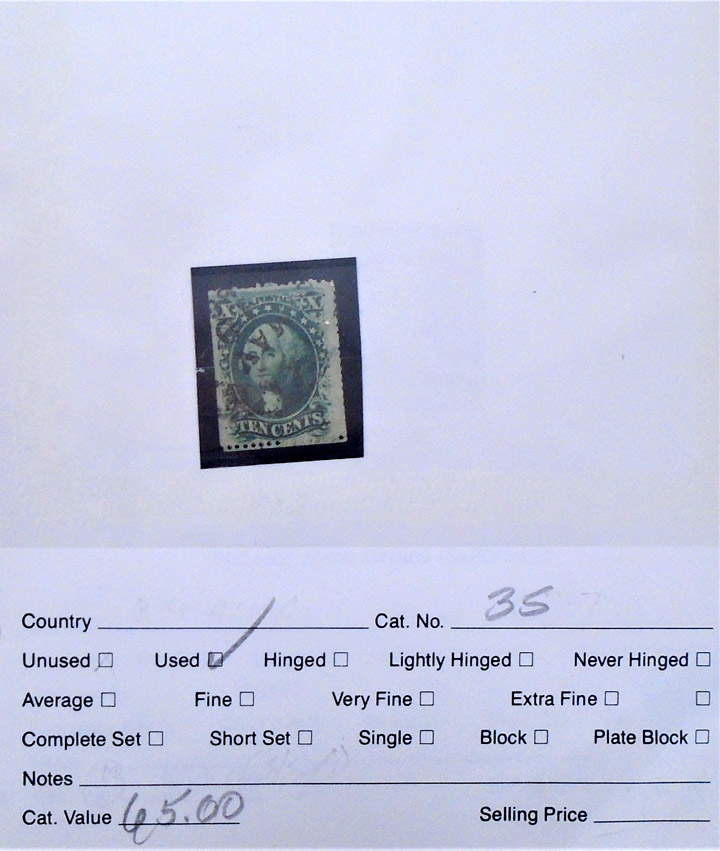 X U.S. POSTAGE X
TEN CENTS
Country Cat. No. 35
Unused ☐ Used ☑ Hinged ☐ Lightly Hinged ☐ Never Hinged ☐
Average ☐ Fine ☐ Very Fine ☐ Extra Fine ☐ ☐
Complete Set ☐ Short Set ☐ Single ☐ Block ☐ Plate Block ☐
Notes
Cat. Value 65.00 Selling Price